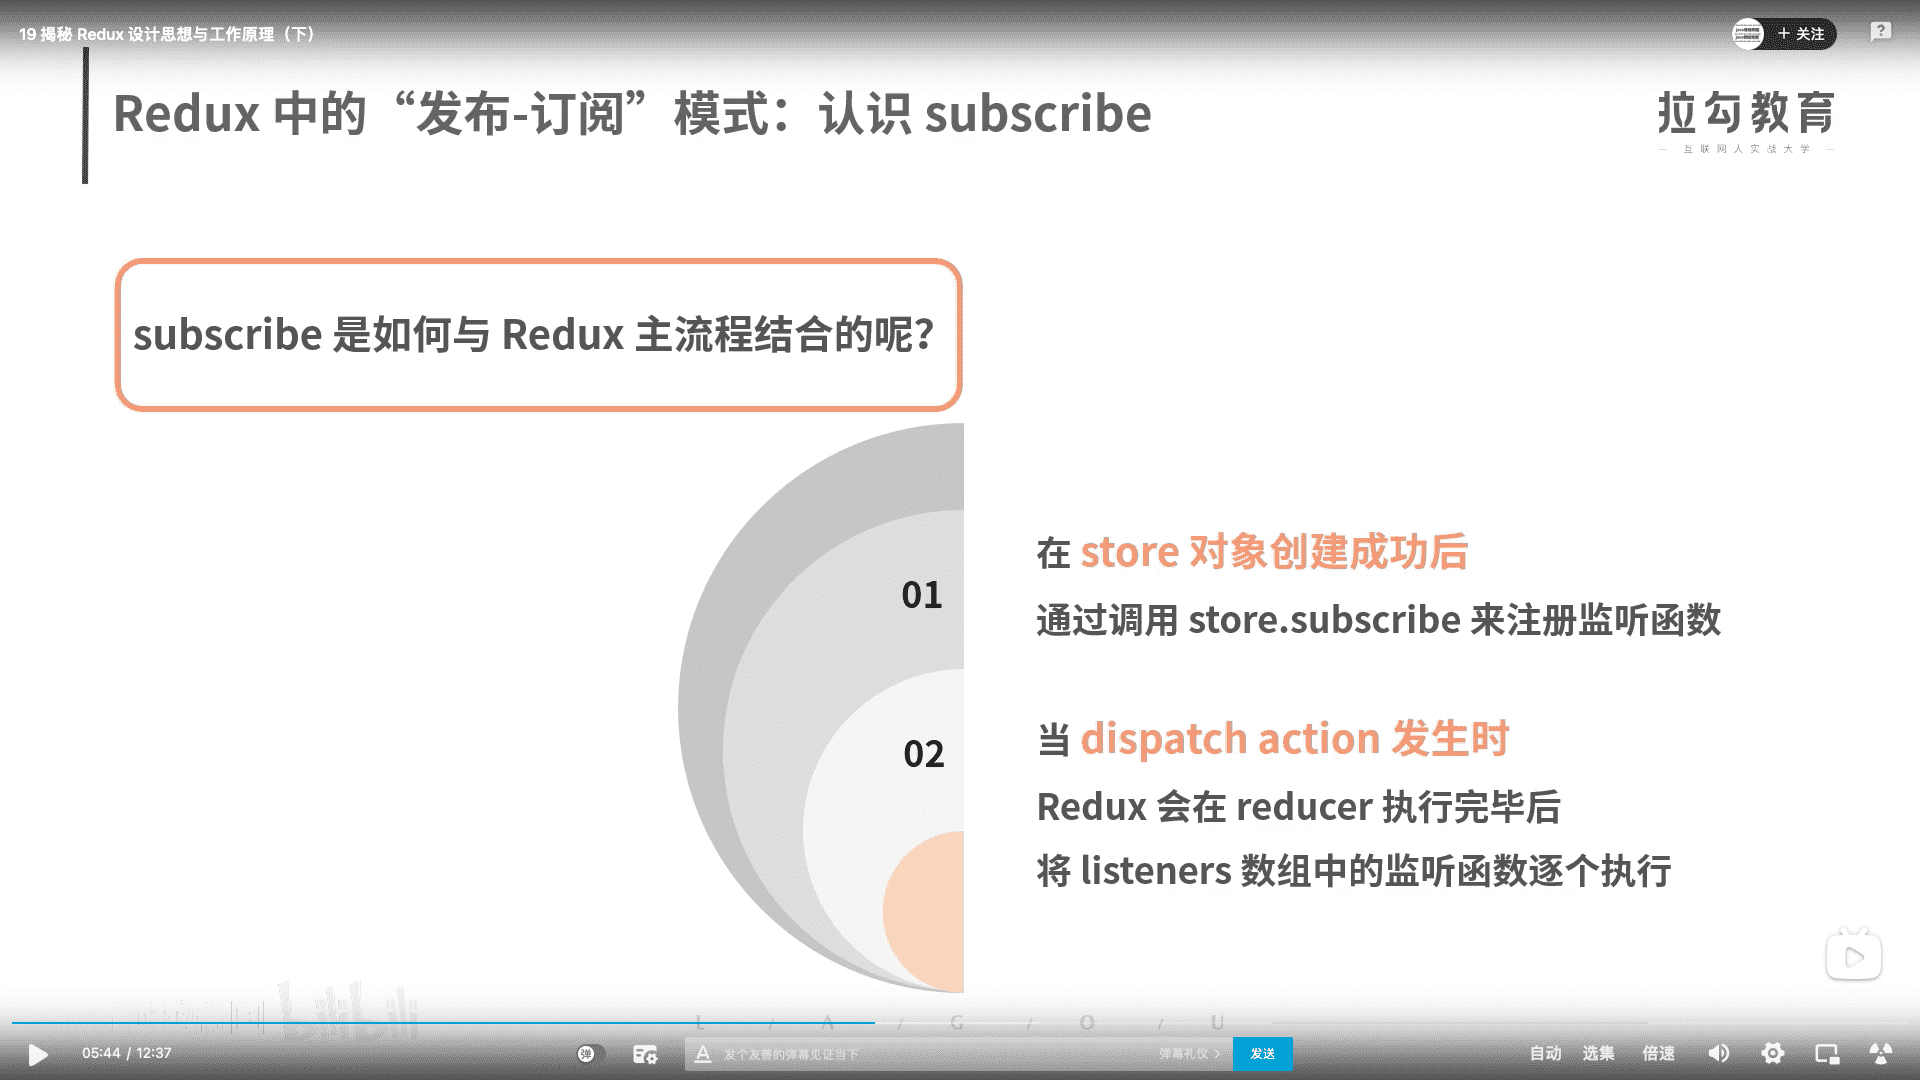 19 揭秘 Redux 设计思想与工作原理（下）
+ 关注
?
Redux 中的“发布-订阅”模式：认识 subscribe
拉勾教育
— 互联网人实战大学 —
subscribe 是如何与 Redux 主流程结合的呢？
01
在 store 对象创建成功后
通过调用 store.subscribe 来注册监听函数
02
当 dispatch action 发生时
Redux 会在 reducer 执行完毕后
将 listeners 数组中的监听函数逐个执行
bilibili
L / A / G / O / U
05:44 / 12:37
弹
A 发个友善的弹幕见证当下
弹幕礼仪 >
发送
自动 选集 倍速